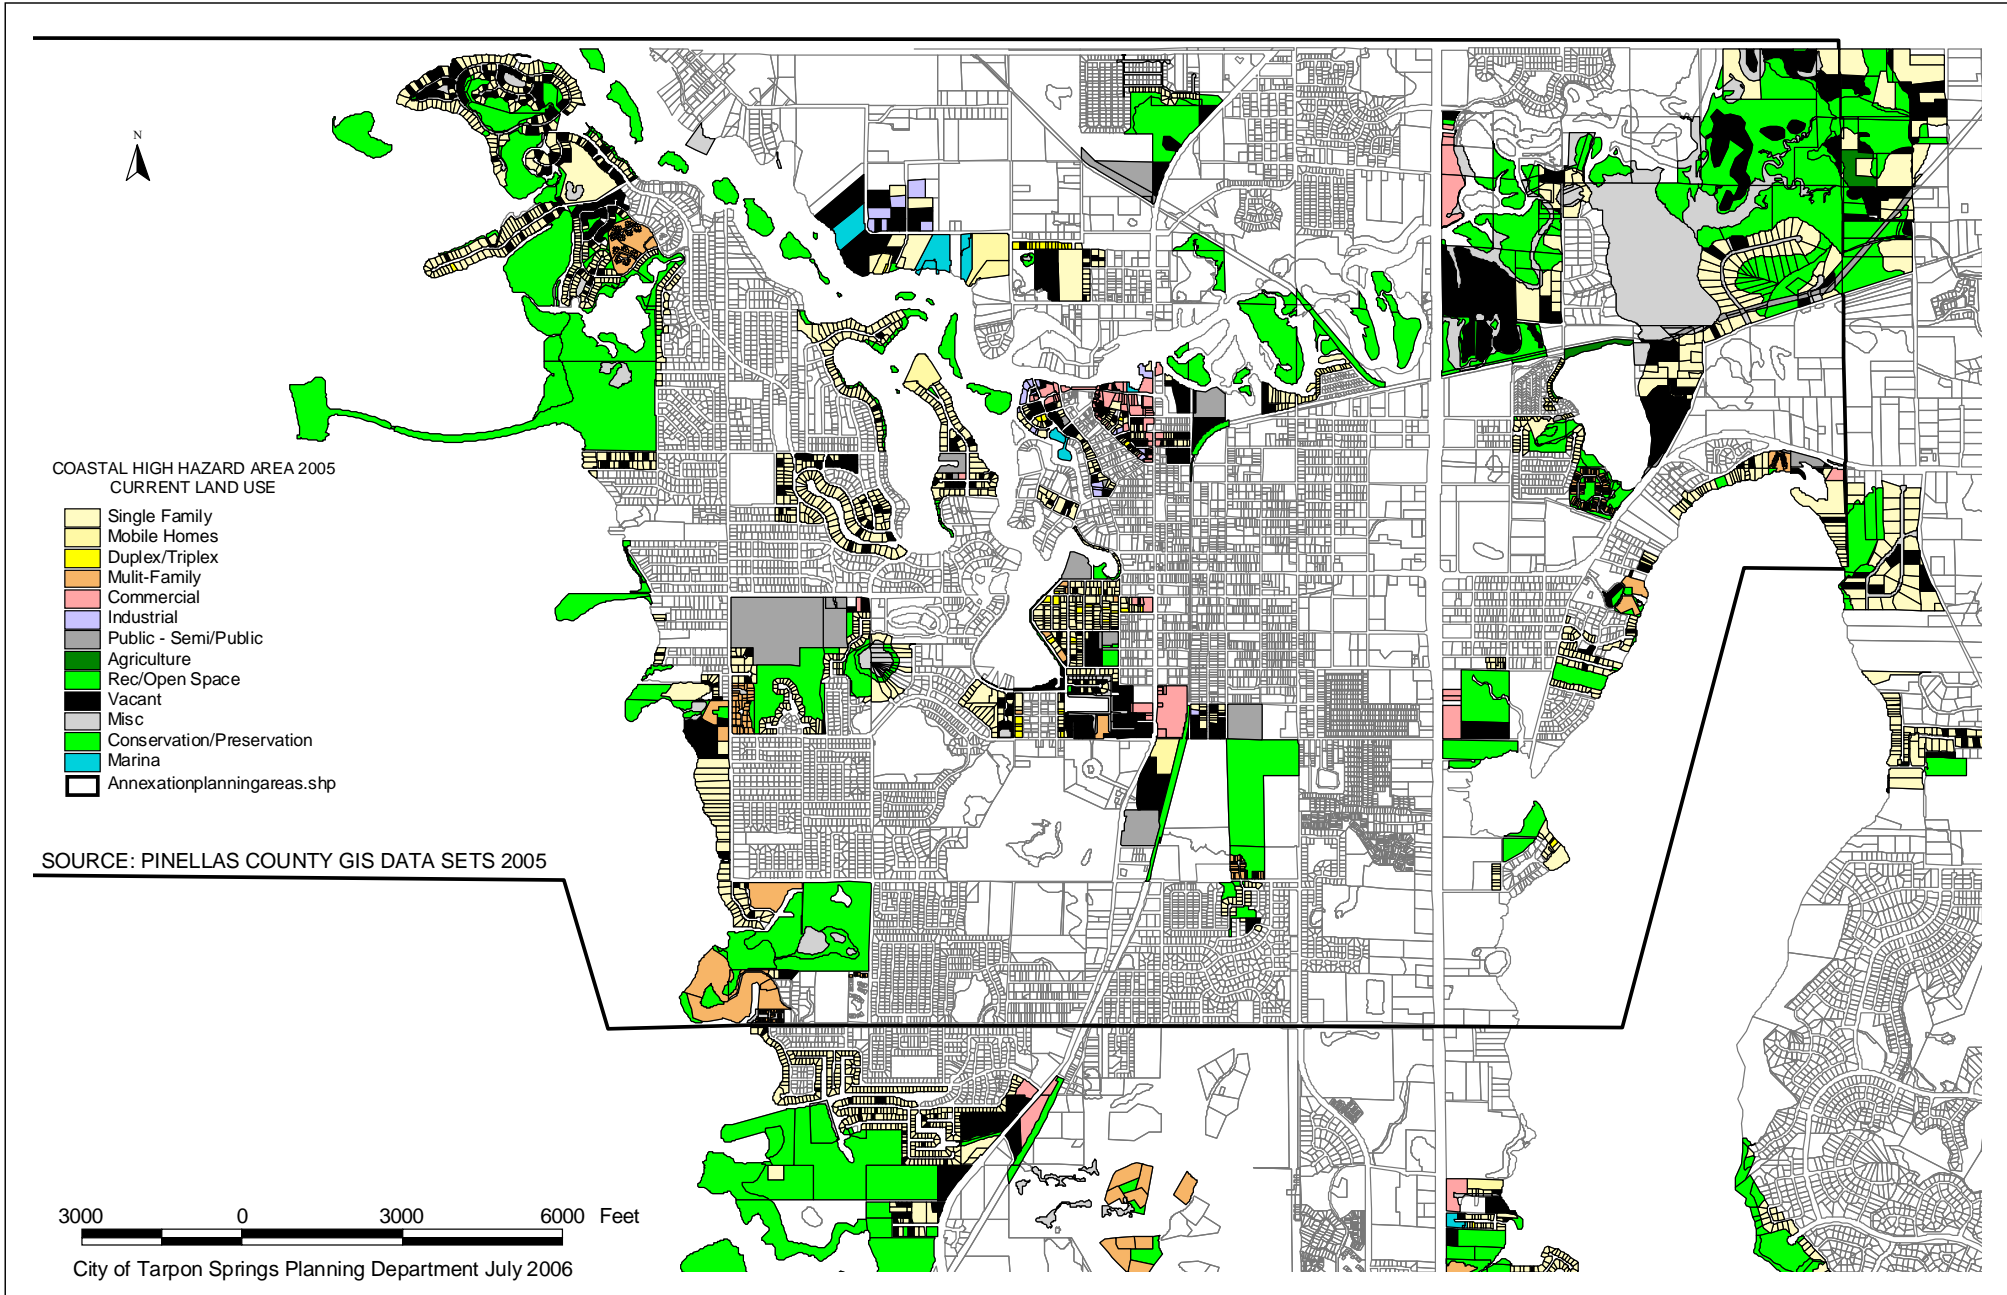 N
COASTAL HIGH HAZARD AREA 2005
CURRENT LAND USE
Single Family
Mobile Homes
Duplex/Triplex
Mulit-Family
Commercial
Industrial
Public - Semi/Public
Agriculture
Rec/Open Space
Vacant
Misc
Conservation/Preservation
Marina
Annexationplanningareas.shp
SOURCE: PINELLAS COUNTY GIS DATA SETS 2005
3000 0 3000 6000 Feet
City of Tarpon Springs Planning Department July 2006